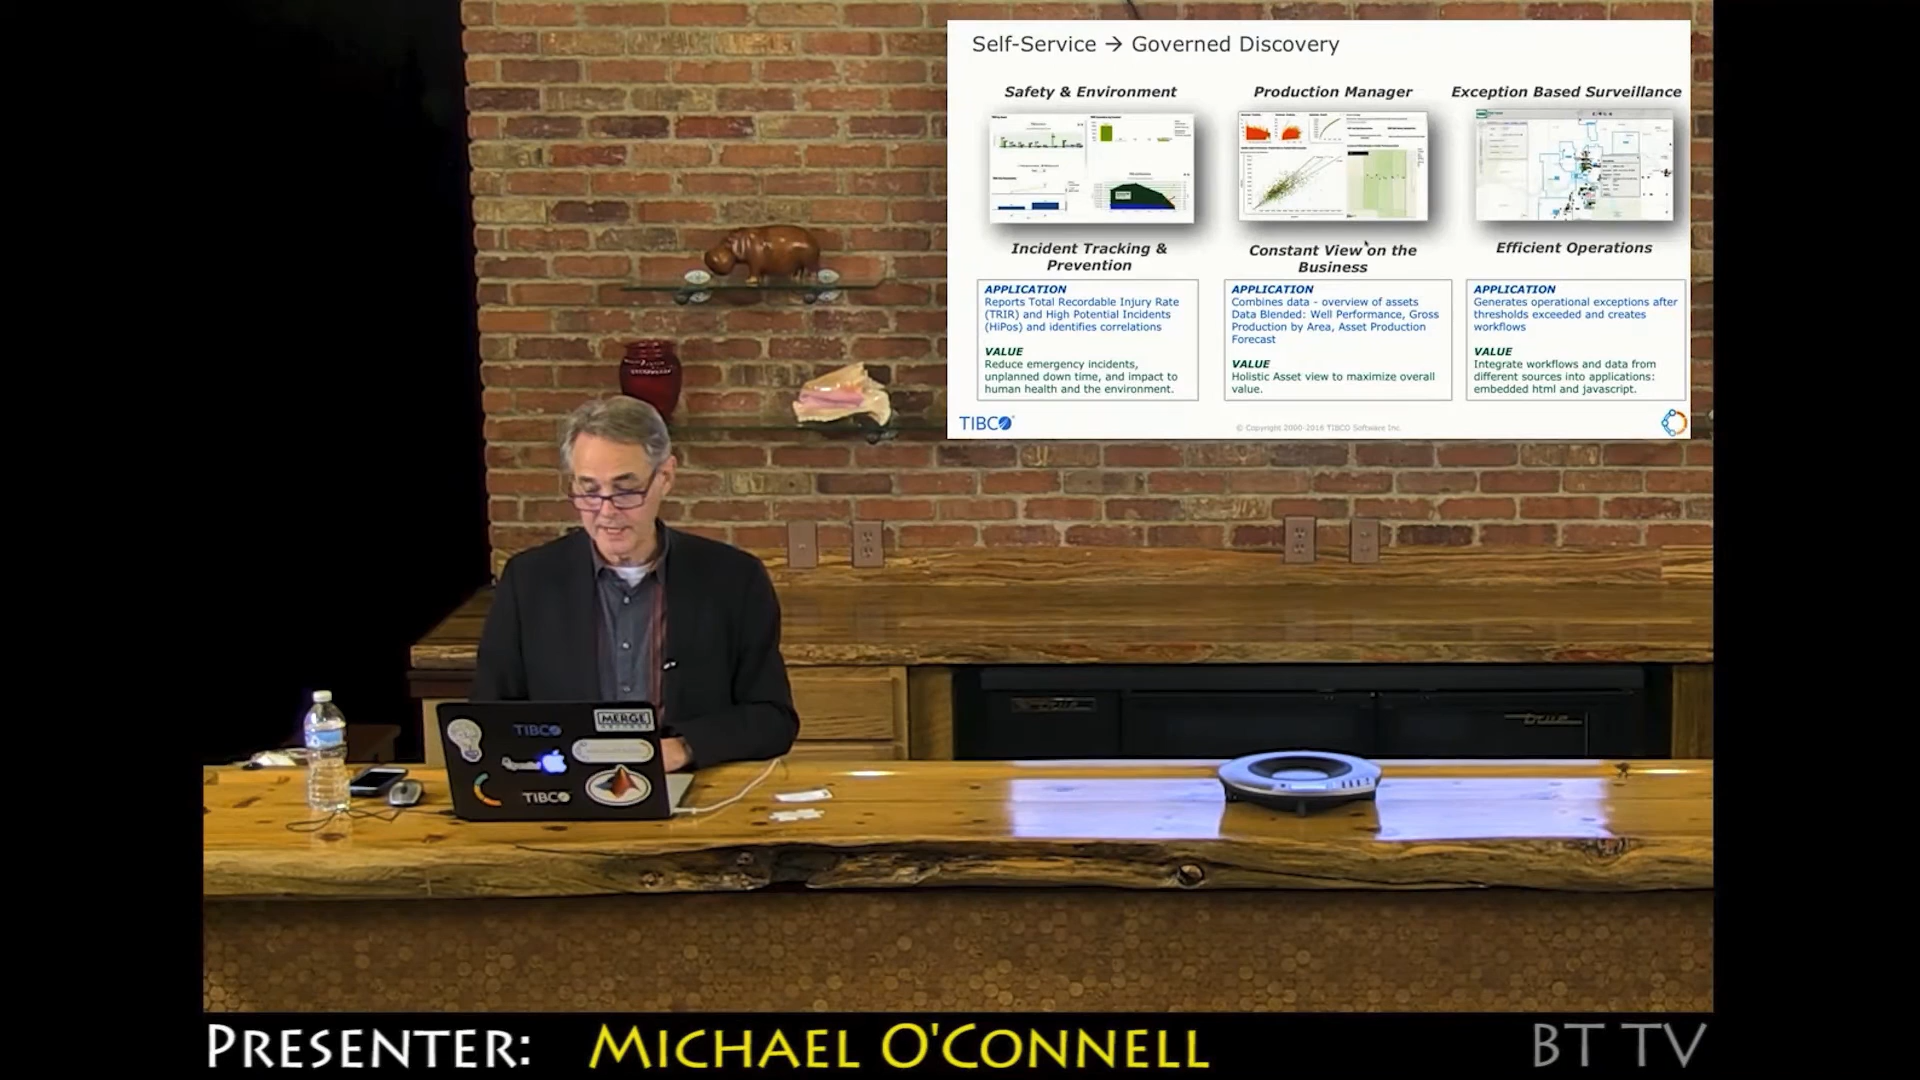 Self-Service → Governed Discovery
Safety & Environment
Production Manager
Exception Based Surveillance
Incident Tracking &
Prevention
Constant View on the
Business
Efficient Operations
APPLICATION
Reports Total Recordable Injury Rate
(TRIR) and High Potential Incidents
(HiPos) and identifies correlations
VALUE
Reduce emergency incidents,
unplanned down time, and impact to
human health and the environment.
APPLICATION
Combines data - overview of assets
Data Blended: Well Performance, Gross
Production by Area, Asset Production
Forecast
VALUE
Holistic Asset view to maximize overall
value.
APPLICATION
Generates operational exceptions after
thresholds exceeded and creates
workflows
VALUE
Integrate workflows and data from
different sources into applications:
embedded html and javascript.
TIBCO
© Copyright 2000-2016 TIBCO Software Inc.
TIBCO
MERGE
TIBCO
True
True
PRESENTER: MICHAEL O'CONNELL
BT TV